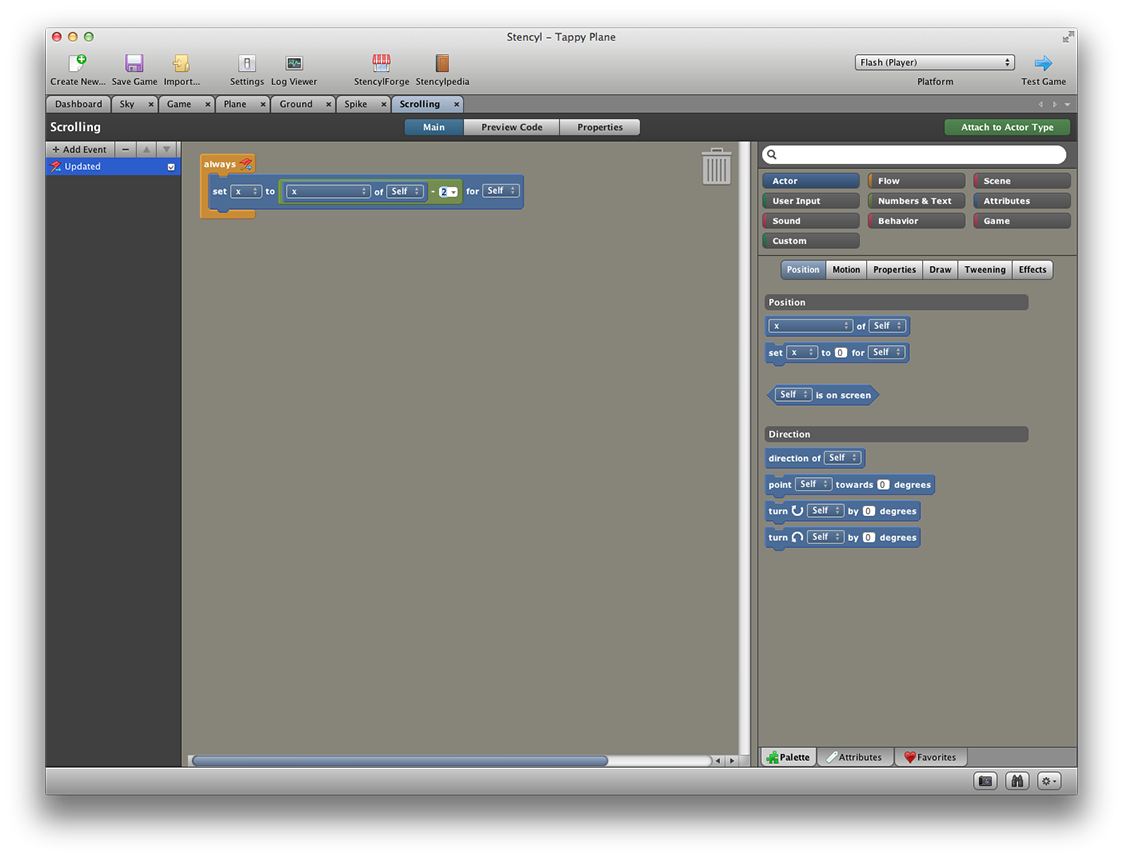 Stencyl – Tappy Plane
Create New... Save Game Import... Settings Log Viewer StencylForge Stencylpedia Flash (Player) Platform Test Game
Dashboard Sky × Game × Plane × Ground × Spike × Scrolling ×
Scrolling Main Preview Code Properties Attach to Actor Type
+ Add Event −
Updated
always
set x to x of Self - 2 for Self
Actor Flow Scene
User Input Numbers & Text Attributes
Sound Behavior Game
Custom
Position Motion Properties Draw Tweening Effects
Position
x of Self
set x to 0 for Self
Self is on screen
Direction
direction of Self
point Self towards 0 degrees
turn Self by 0 degrees
turn Self by 0 degrees
Palette Attributes Favorites